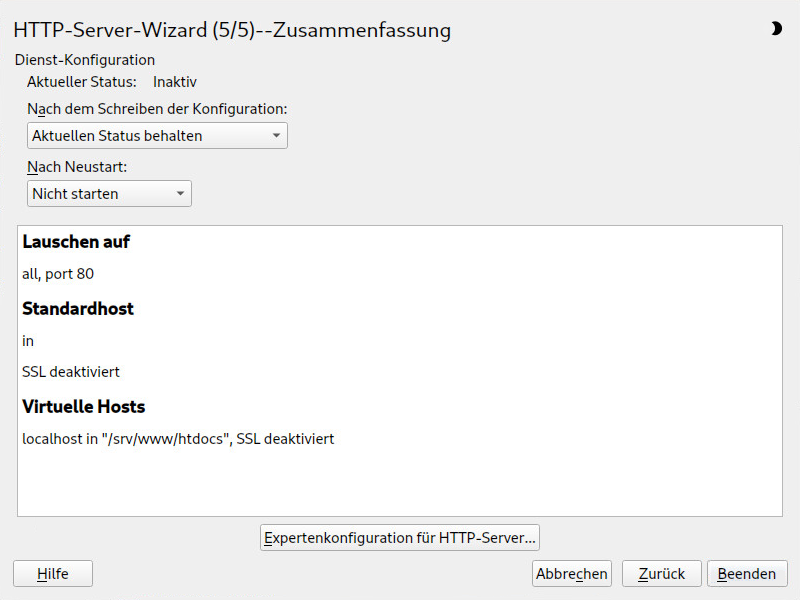 HTTP-Server-Wizard (5/5)--Zusammenfassung
Dienst-Konfiguration
Aktueller Status: Inaktiv
Nach dem Schreiben der Konfiguration:
Aktuellen Status behalten
Nach Neustart:
Nicht starten
Lauschen auf
all, port 80
Standardhost
in
SSL deaktiviert
Virtuelle Hosts
localhost in "/srv/www/htdocs", SSL deaktiviert
Expertenkonfiguration für HTTP-Server...
Hilfe Abbrechen Zurück Beenden